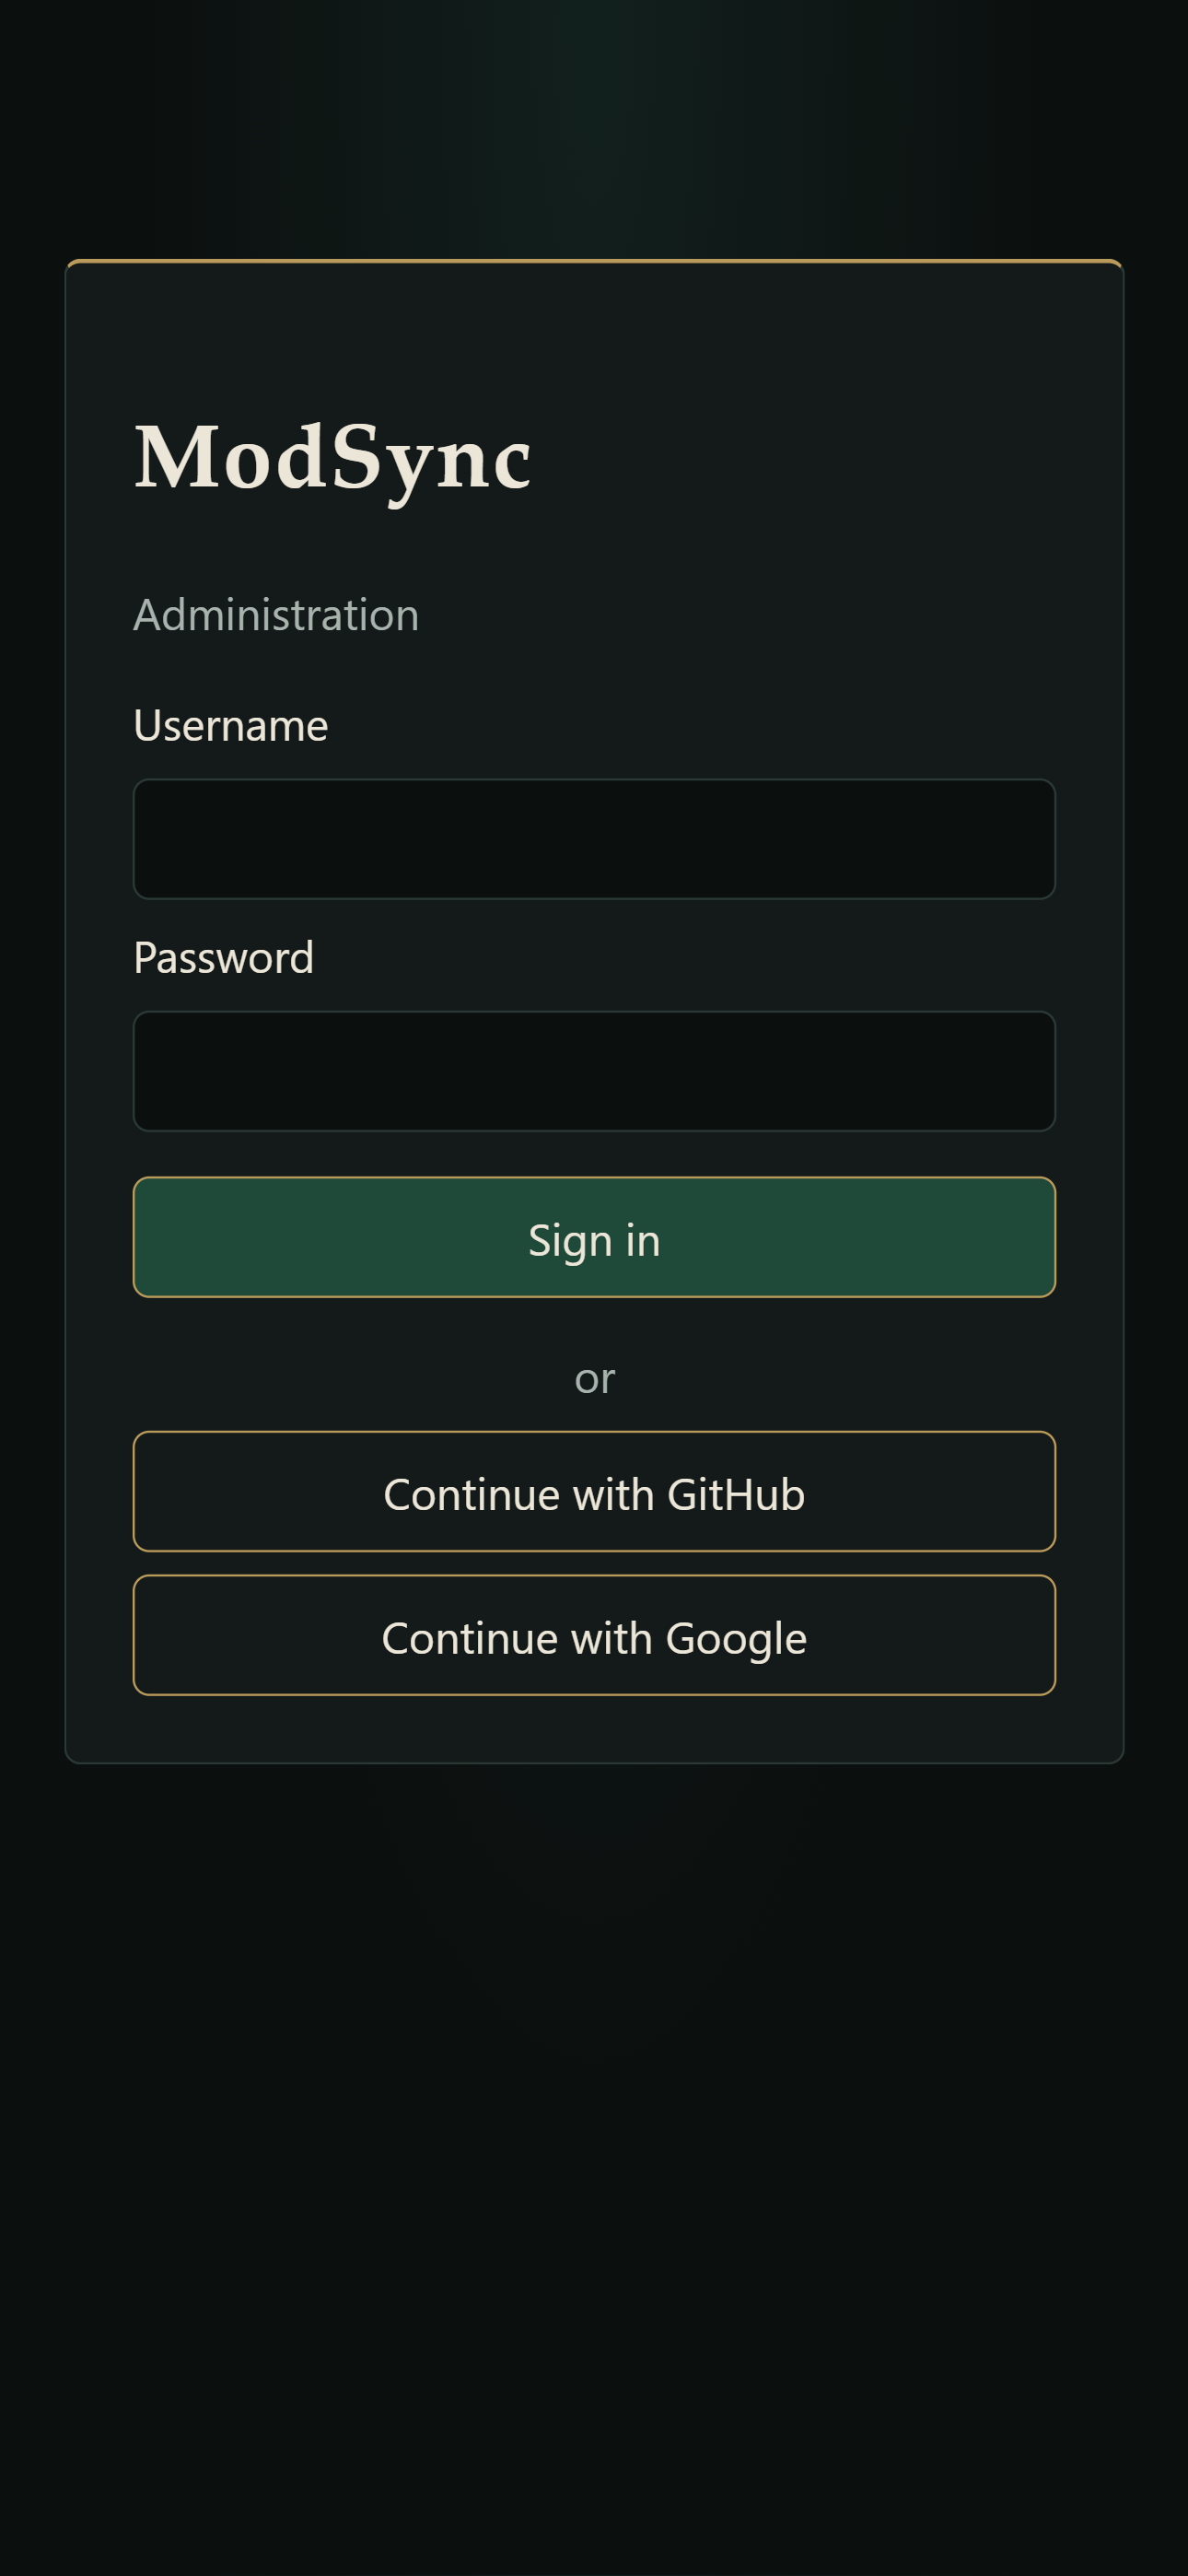 ModSync
Administration
Username
Password
Sign in
or
Continue with GitHub
Continue with Google